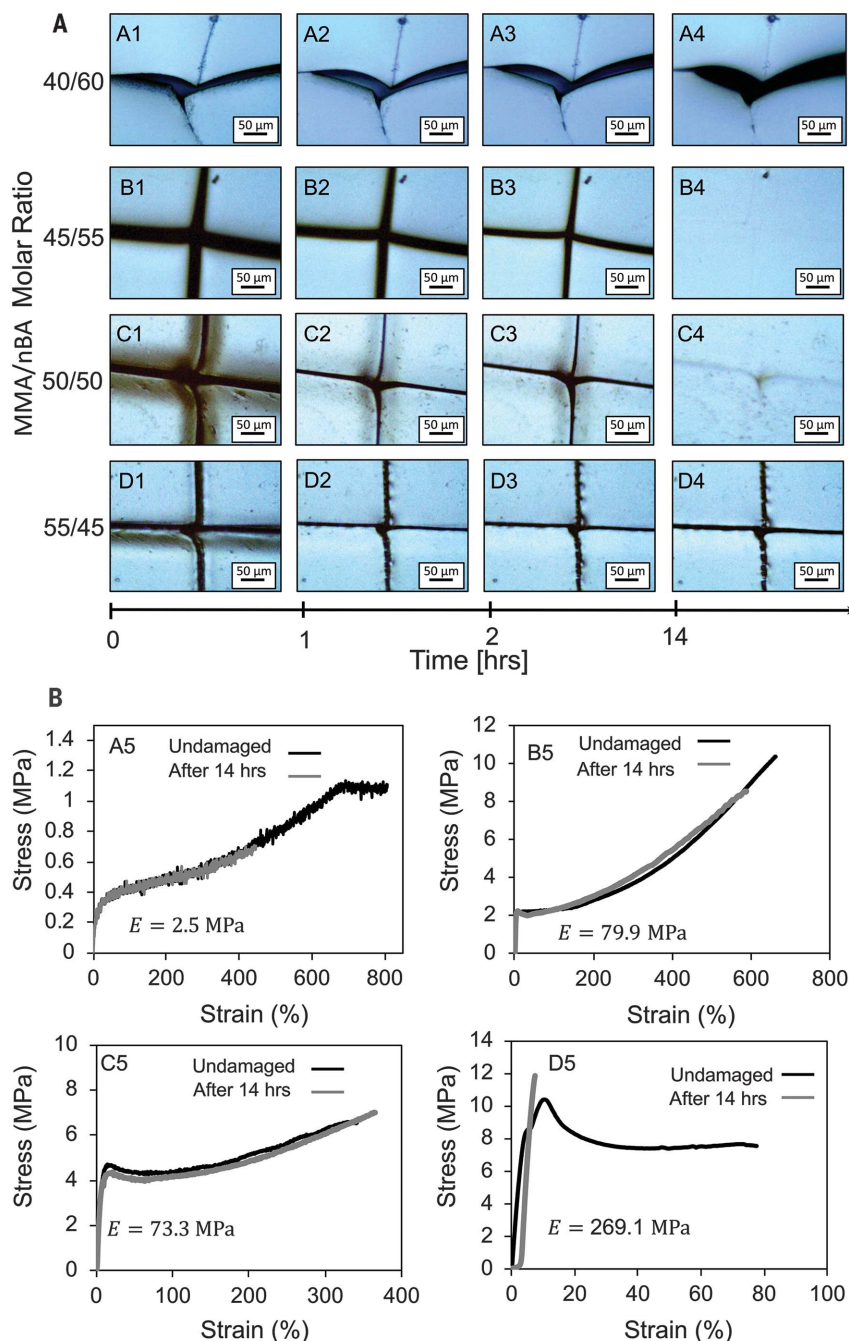 A
A1 A2 A3 A4
40/60
50 µm 50 µm 50 µm 50 µm
B1 B2 B3 B4
45/55
50 µm 50 µm 50 µm 50 µm
MMA/nBA Molar Ratio
C1 C2 C3 C4
50/50
50 µm 50 µm 50 µm 50 µm
D1 D2 D3 D4
55/45
50 µm 50 µm 50 µm 50 µm
0 1 2 14
Time [hrs]
B
A5
Undamaged
After 14 hrs
Stress (MPa)
1.4
1.2
1
0.8
0.6
0.4
0.2
0
E = 2.5 MPa
0 200 400 600 800
Strain (%)
B5
Undamaged
After 14 hrs
Stress (MPa)
12
10
8
6
4
2
0
E = 79.9 MPa
0 200 400 600 800
Strain (%)
C5
Undamaged
After 14 hrs
Stress (MPa)
10
8
6
4
2
0
E = 73.3 MPa
0 100 200 300 400
Strain (%)
D5
Undamaged
After 14 hrs
Stress (MPa)
14
12
10
8
6
4
2
0
E = 269.1 MPa
0 20 40 60 80 100
Strain (%)